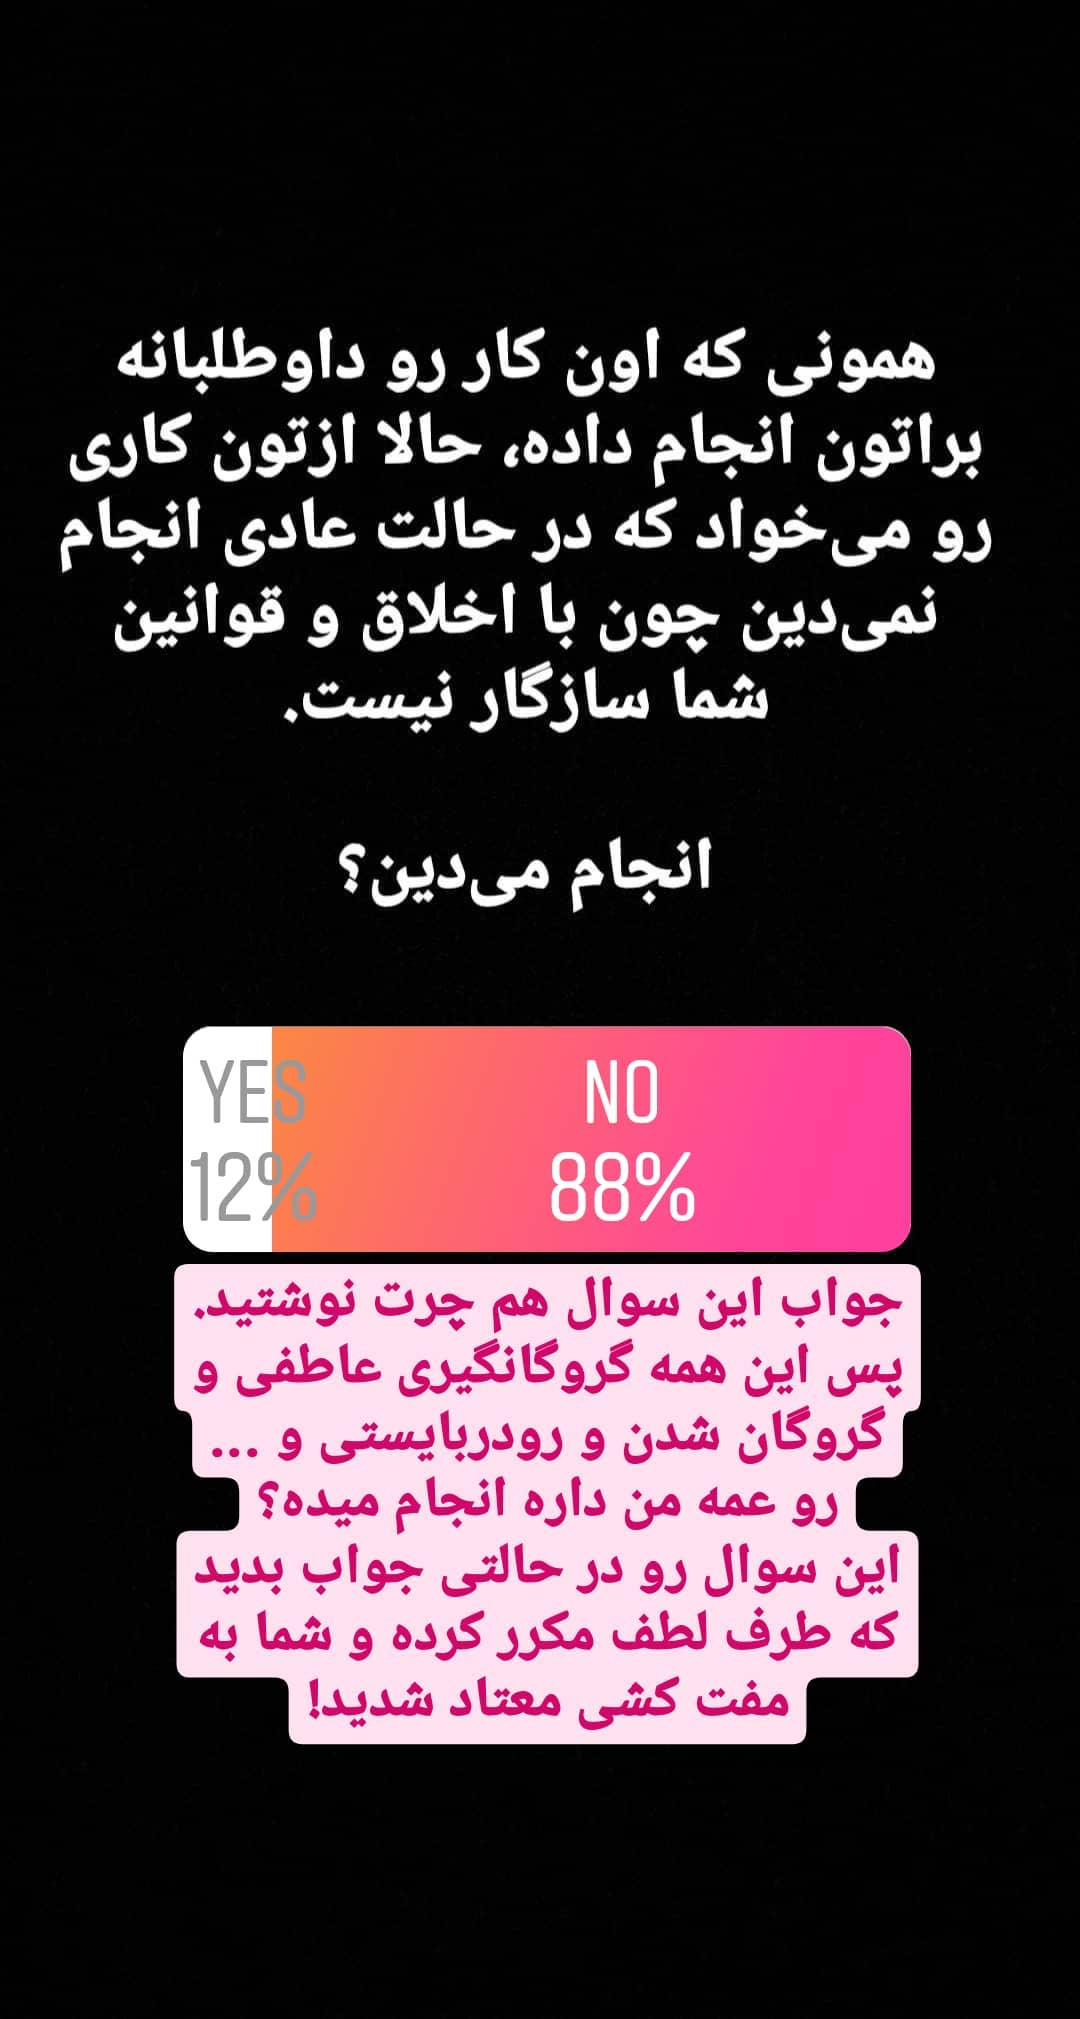 همونی که اون کار رو داوطلبانه
براتون انجام داده، حالا ازتون کاری
رو می‌خواد که در حالت عادی انجام
نمی‌دین چون با اخلاق و قوانین
شما سازگار نیست.
انجام می‌دین؟
YES NO
12% 88%
جواب این سوال هم چرت نوشتید.
پس این همه گروگانگیری عاطفی و
گروگان شدن و رودربایستی و ...
رو عمه من داره انجام میده؟
این سوال رو در حالتی جواب بدید
که طرف لطف مکرر کرده و شما به
مفت کشی معتاد شدید!